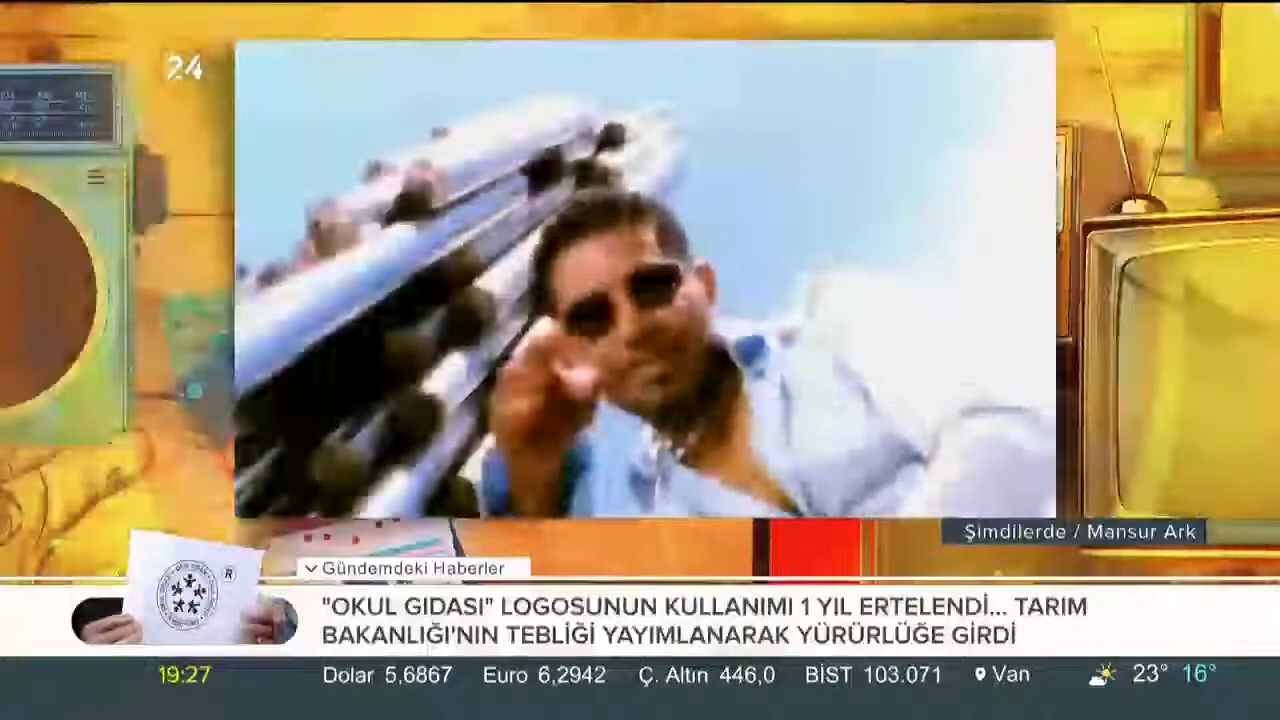 24
Şimdilerde / Mansur Ark
Gündemdeki Haberler
R
"OKUL GIDASI" LOGOSUNUN KULLANIMI 1 YIL ERTELENDİ... TARIM
BAKANLIĞI'NIN TEBLİĞİ YAYIMLANARAK YÜRÜRLÜĞE GİRDİ
19:27 Dolar 5,6867 Euro 6,2942 Ç. Altın 446,0 BİST 103.071 Van 23° 16°